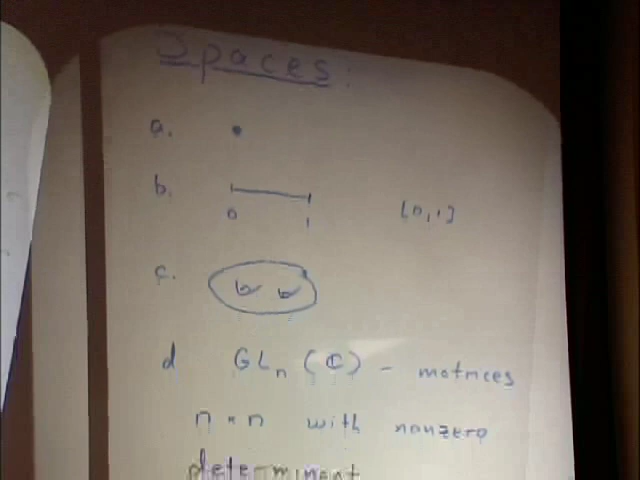 Spaces:
a.
b.
0 1 [0,1]
c.
d GLn (ℂ) - matrices
n × n with nonzero
determinant